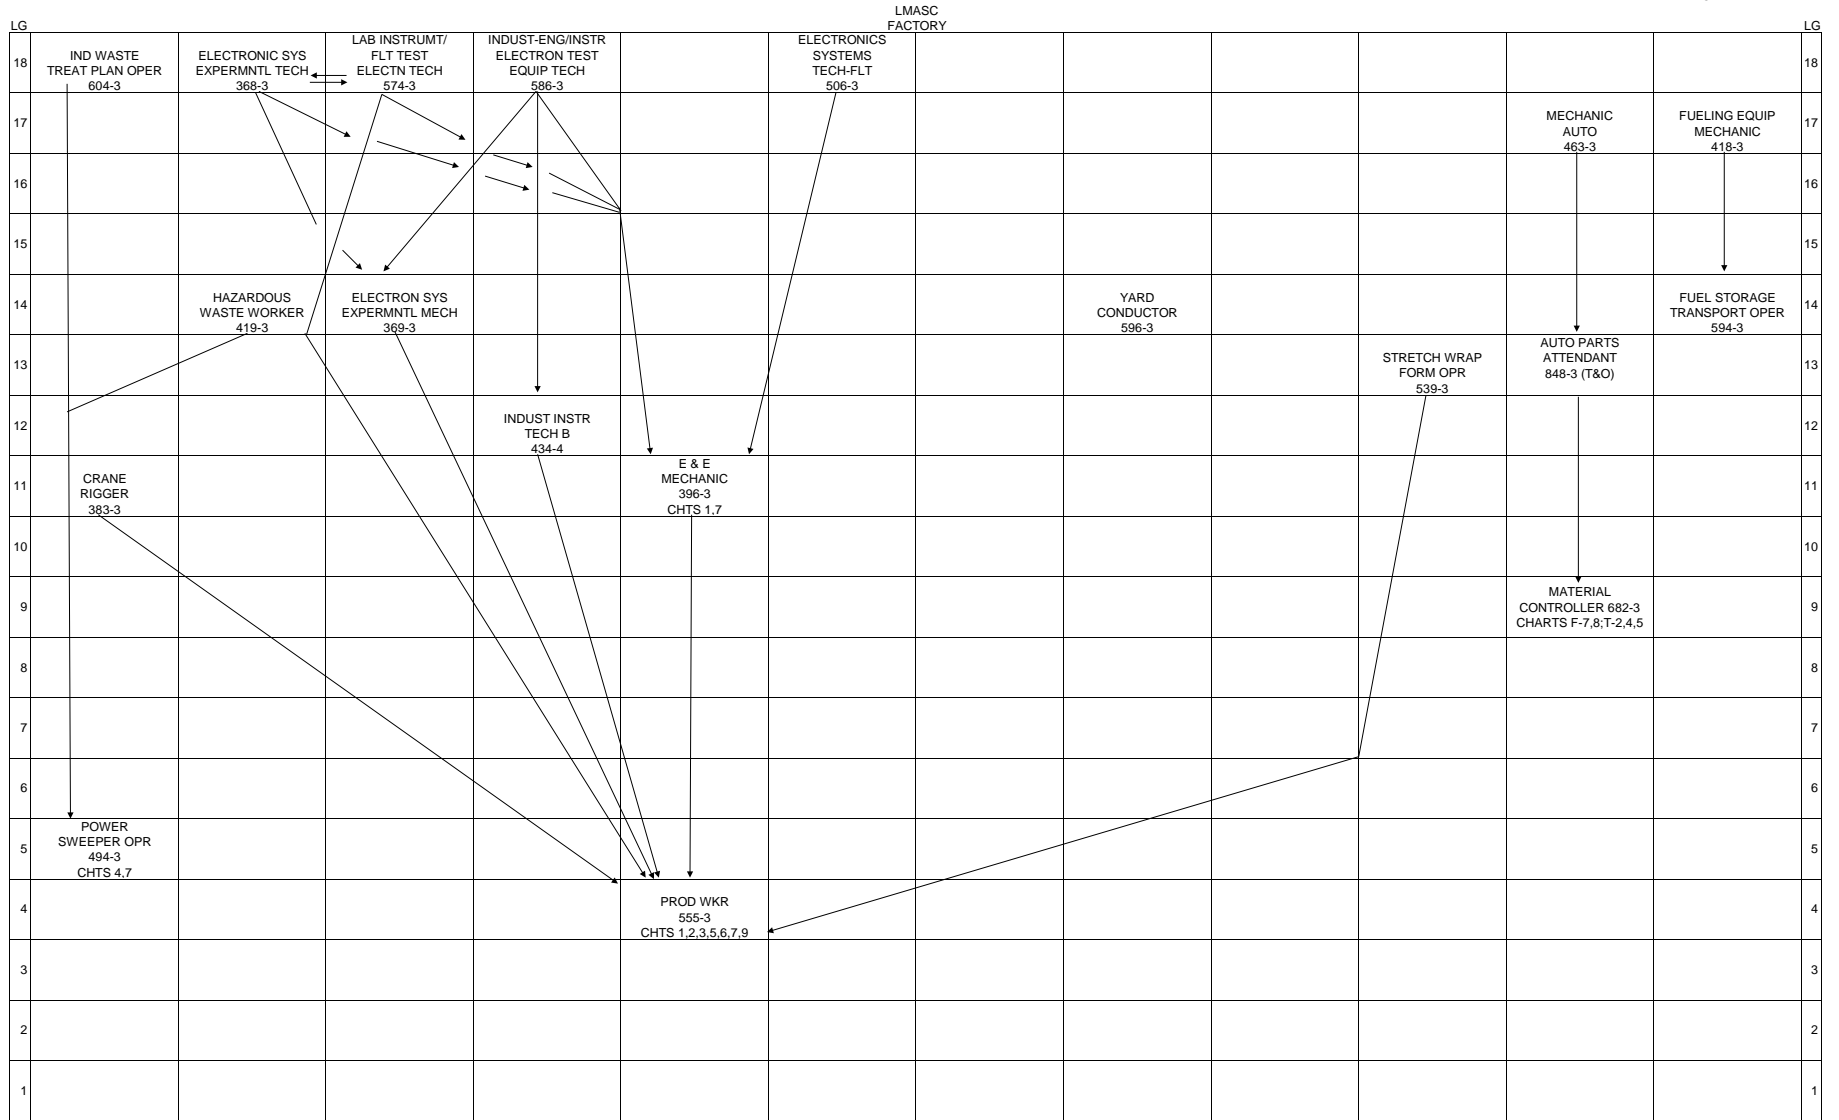 LMASC
FACTORY
LG
LG
18
IND WASTE
TREAT PLAN OPER
604-3
ELECTRONIC SYS
EXPERMNTL TECH
368-3
LAB INSTRUMT/
FLT TEST
ELECTN TECH
574-3
INDUST-ENG/INSTR
ELECTRON TEST
EQUIP TECH
586-3
ELECTRONICS
SYSTEMS
TECH-FLT
506-3
18
17
MECHANIC
AUTO
463-3
FUELING EQUIP
MECHANIC
418-3
17
16
16
15
15
14
HAZARDOUS
WASTE WORKER
419-3
ELECTRON SYS
EXPERMNTL MECH
369-3
YARD
CONDUCTOR
596-3
FUEL STORAGE
TRANSPORT OPER
594-3
14
13
STRETCH WRAP
FORM OPR
539-3
AUTO PARTS
ATTENDANT
848-3 (T&O)
13
12
INDUST INSTR
TECH B
434-4
12
11
CRANE
RIGGER
383-3
E & E
MECHANIC
396-3
CHTS 1,7
11
10
10
9
MATERIAL
CONTROLLER 682-3
CHARTS F-7,8;T-2,4,5
9
8
8
7
7
6
6
5
POWER
SWEEPER OPR
494-3
CHTS 4,7
5
4
PROD WKR
555-3
CHTS 1,2,3,5,6,7,9
4
3
3
2
2
1
1